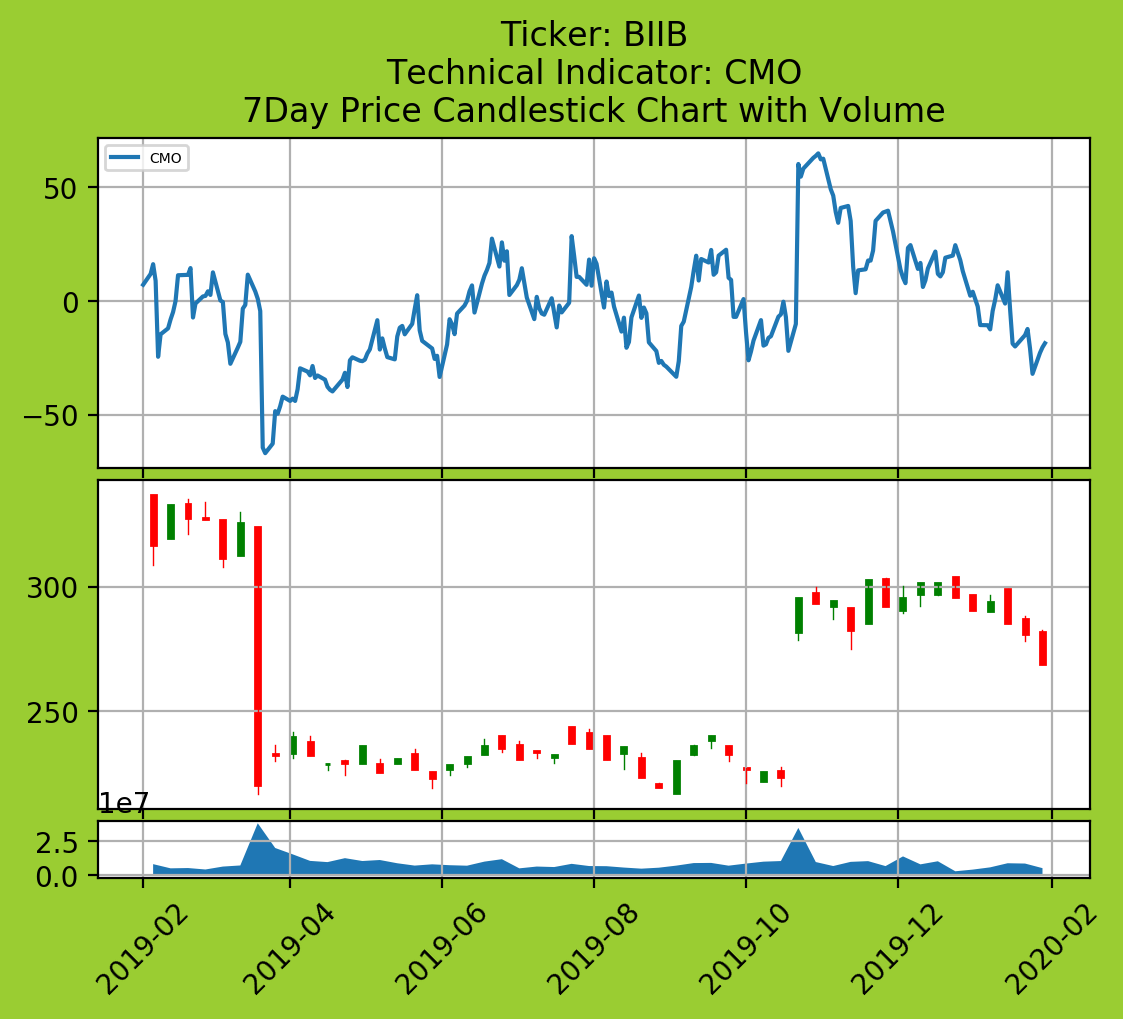 Ticker: BIIB
Technical Indicator: CMO
7Day Price Candlestick Chart with Volume
CMO
50
0
−50
300
250
1e7
2.5
0.0
2019-02
2019-04
2019-06
2019-08
2019-10
2019-12
2020-02